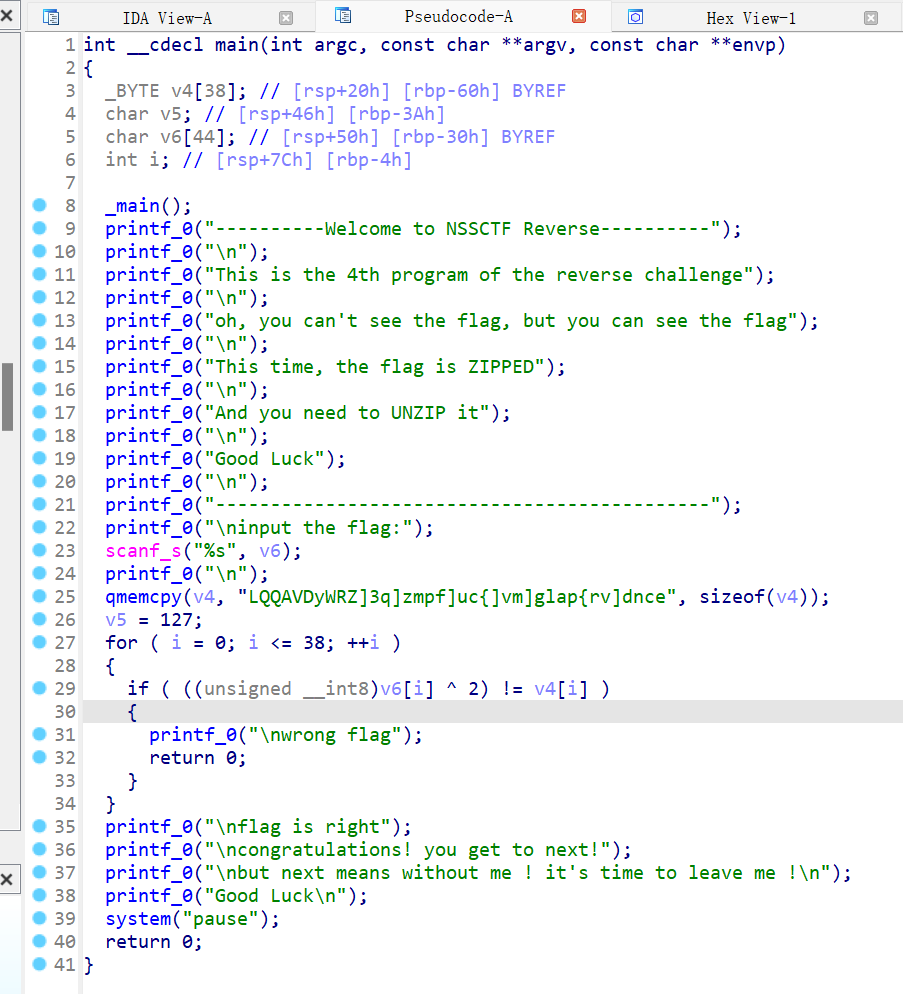 IDA View-A Pseudocode-A Hex View-1
1 int __cdecl main(int argc, const char **argv, const char **envp)
2 {
3   _BYTE v4[38]; // [rsp+20h] [rbp-60h] BYREF
4   char v5; // [rsp+46h] [rbp-3Ah]
5   char v6[44]; // [rsp+50h] [rbp-30h] BYREF
6   int i; // [rsp+7Ch] [rbp-4h]
7
8   _main();
9   printf_0("----------Welcome to NSSCTF Reverse----------");
10   printf_0("\n");
11   printf_0("This is the 4th program of the reverse challenge");
12   printf_0("\n");
13   printf_0("oh, you can't see the flag, but you can see the flag");
14   printf_0("\n");
15   printf_0("This time, the flag is ZIPPED");
16   printf_0("\n");
17   printf_0("And you need to UNZIP it");
18   printf_0("\n");
19   printf_0("Good Luck");
20   printf_0("\n");
21   printf_0("---------------------------------------------");
22   printf_0("\ninput the flag:");
23   scanf_s("%s", v6);
24   printf_0("\n");
25   qmemcpy(v4, "LQQAVDyWRZ]3q]zmpf]uc{]vm]glap{rv]dnce", sizeof(v4));
26   v5 = 127;
27   for ( i = 0; i <= 38; ++i )
28   {
29     if ( ((unsigned __int8)v6[i] ^ 2) != v4[i] )
30     {
31       printf_0("\nwrong flag");
32       return 0;
33     }
34   }
35   printf_0("\nflag is right");
36   printf_0("\ncongratulations! you get to next!");
37   printf_0("\nbut next means without me ! it's time to leave me !\n");
38   printf_0("Good Luck\n");
39   system("pause");
40   return 0;
41 }